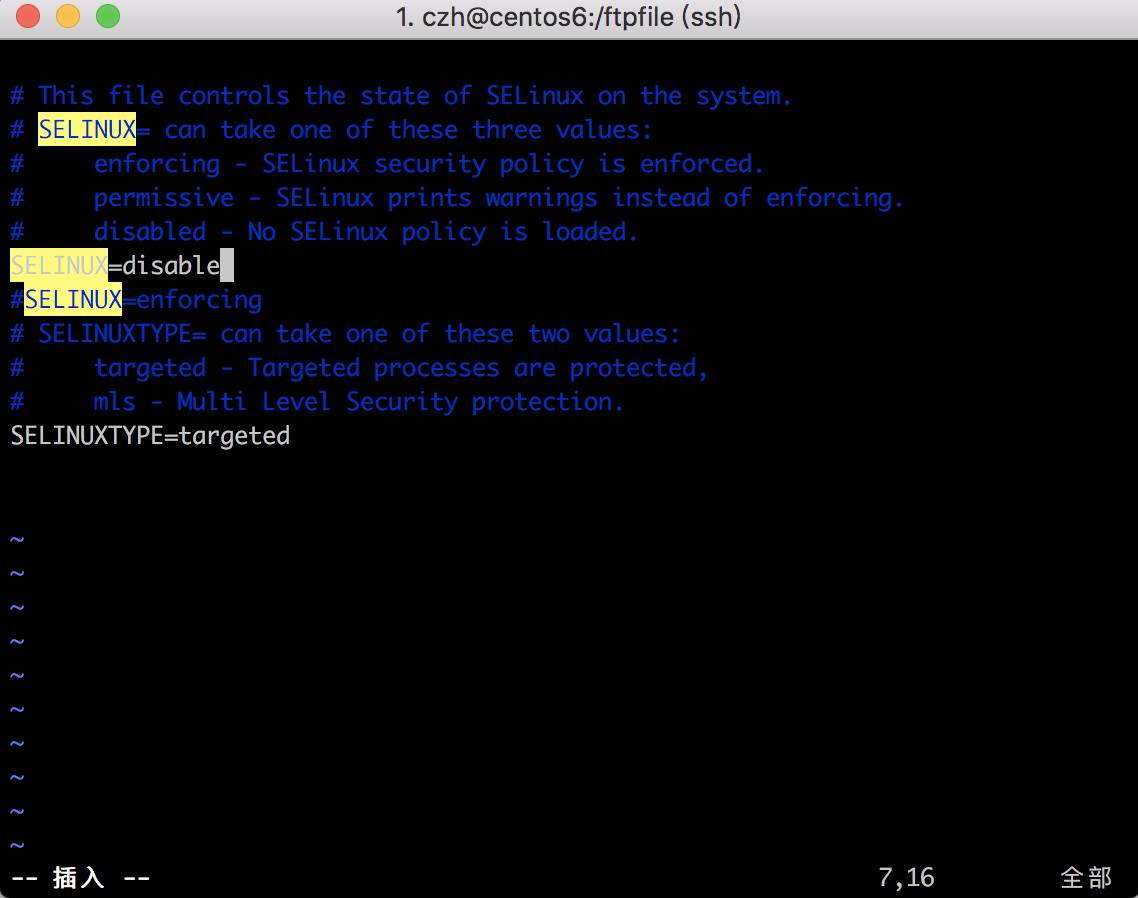 1. czh@centos6:/ftpfile (ssh)
# This file controls the state of SELinux on the system.
# SELINUX= can take one of these three values:
#     enforcing - SELinux security policy is enforced.
#     permissive - SELinux prints warnings instead of enforcing.
#     disabled - No SELinux policy is loaded.
SELINUX=disable
#SELINUX=enforcing
# SELINUXTYPE= can take one of these two values:
#     targeted - Targeted processes are protected,
#     mls - Multi Level Security protection.
SELINUXTYPE=targeted
~
~
~
~
~
~
~
~
~
~
-- 插入 -- 7,16 全部